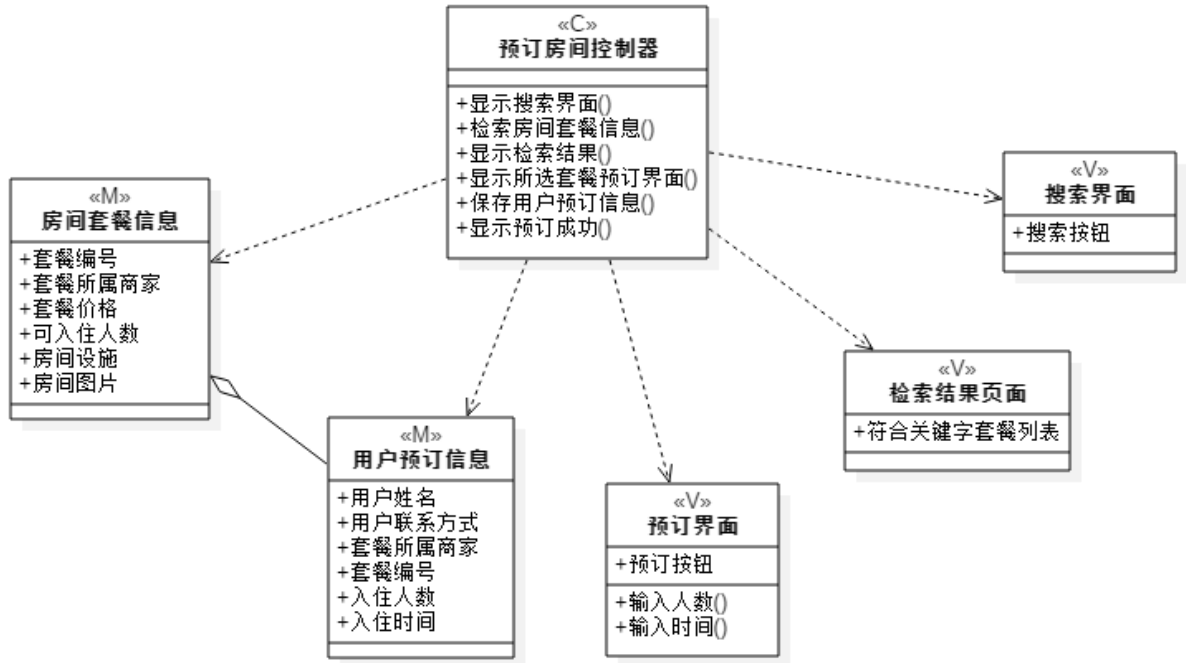 «C»
预订房间控制器
+显示搜索界面()
+检索房间套餐信息()
+显示检索结果()
+显示所选套餐预订界面()
+保存用户预订信息()
+显示预订成功()
«M»
房间套餐信息
+套餐编号
+套餐所属商家
+套餐价格
+可入住人数
+房间设施
+房间图片
«V»
搜索界面
+搜索按钮
«V»
检索结果页面
+符合关键字套餐列表
«M»
用户预订信息
+用户姓名
+用户联系方式
+套餐所属商家
+套餐编号
+入住人数
+入住时间
«V»
预订界面
+预订按钮
+输入人数()
+输入时间()